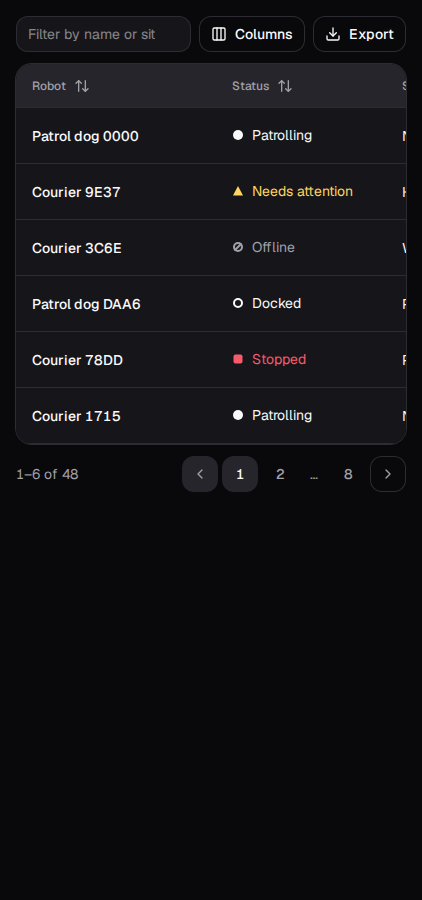 Filter by name or sit
Columns
Export
Robot
Status
Patrol dog 0000
Patrolling
Courier 9E37
Needs attention
Courier 3C6E
Offline
Patrol dog DAA6
Docked
Courier 78DD
Stopped
Courier 1715
Patrolling
1–6 of 48
1
2
…
8